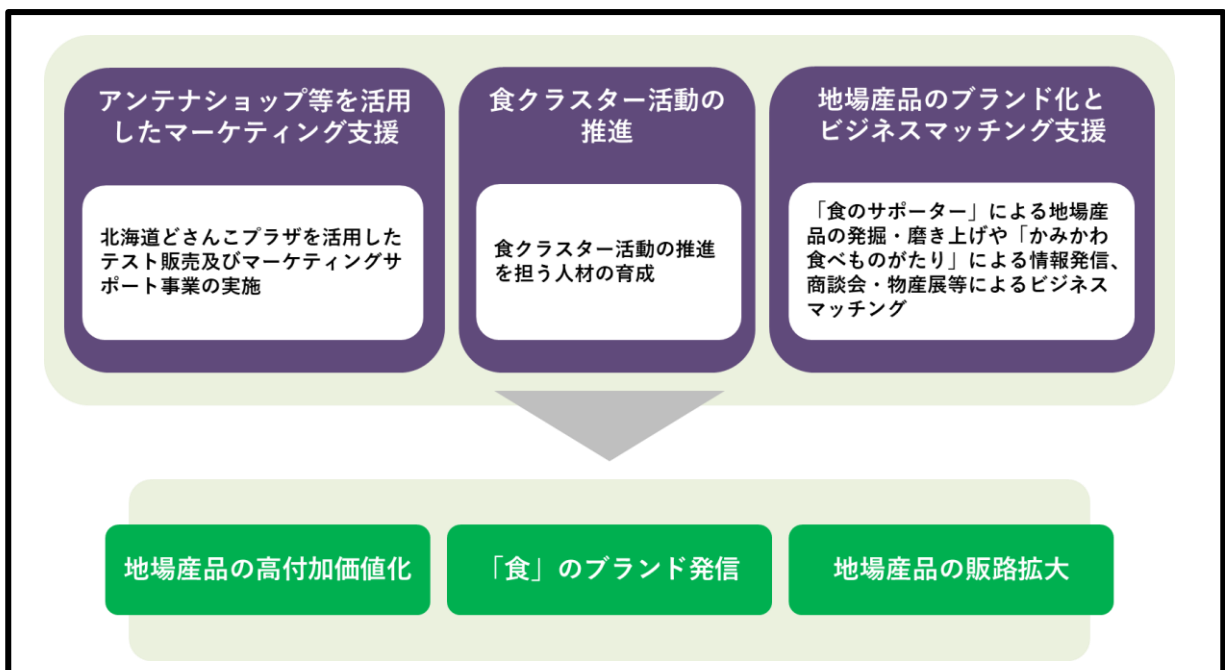 アンテナショップ等を活用
したマーケティング支援
北海道どさんこプラザを活用した
テスト販売及びマーケティングサ
ポート事業の実施
食クラスター活動の
推進
食クラスター活動の推進
を担う人材の育成
地場産品のブランド化と
ビジネスマッチング支援
「食のサポーター」による地場産
品の発掘・磨き上げや「かみかわ
食べものがたり」による情報発信、
商談会・物産展等によるビジネス
マッチング
地場産品の高付加価値化
「食」のブランド発信
地場産品の販路拡大